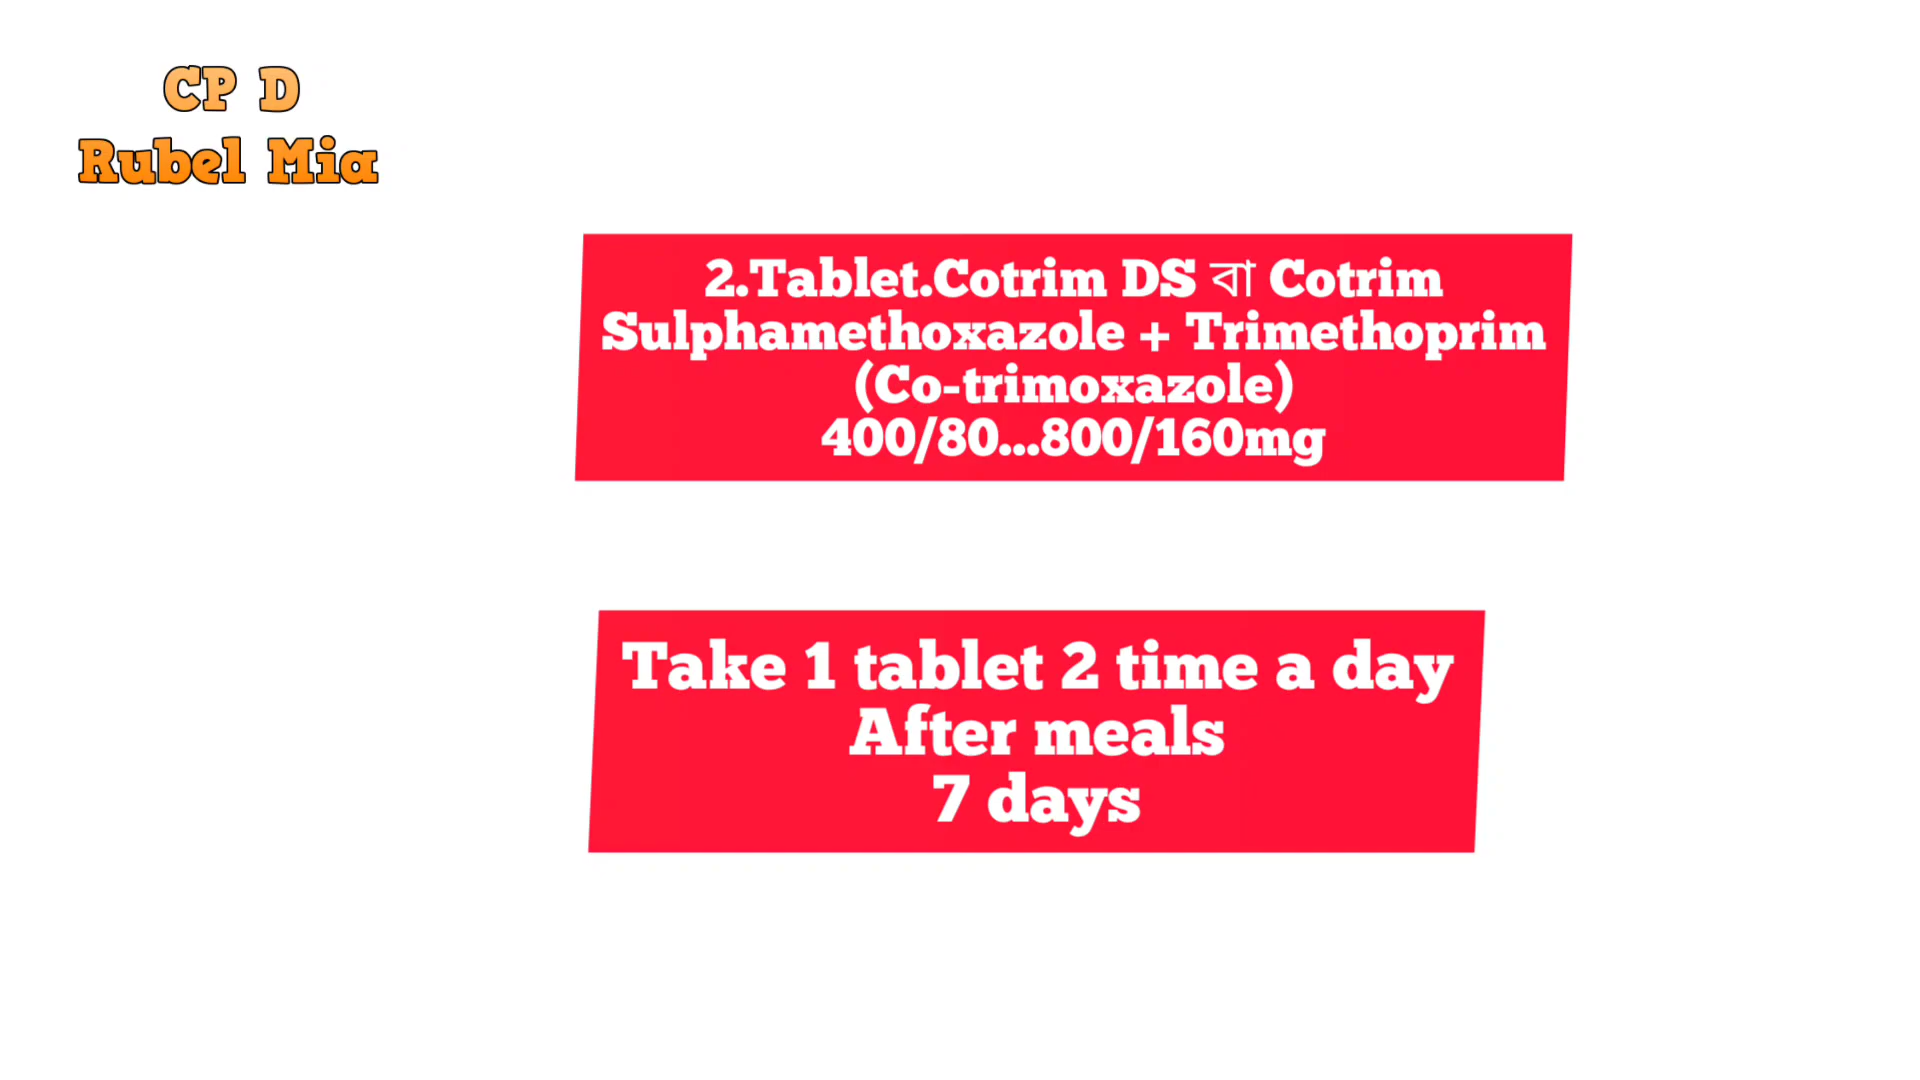 CP D
Rubel Mia
2.Tablet.Cotrim DS বা Cotrim
Sulphamethoxazole + Trimethoprim
(Co-trimoxazole)
400/80...800/160mg
Take 1 tablet 2 time a day
After meals
7 days